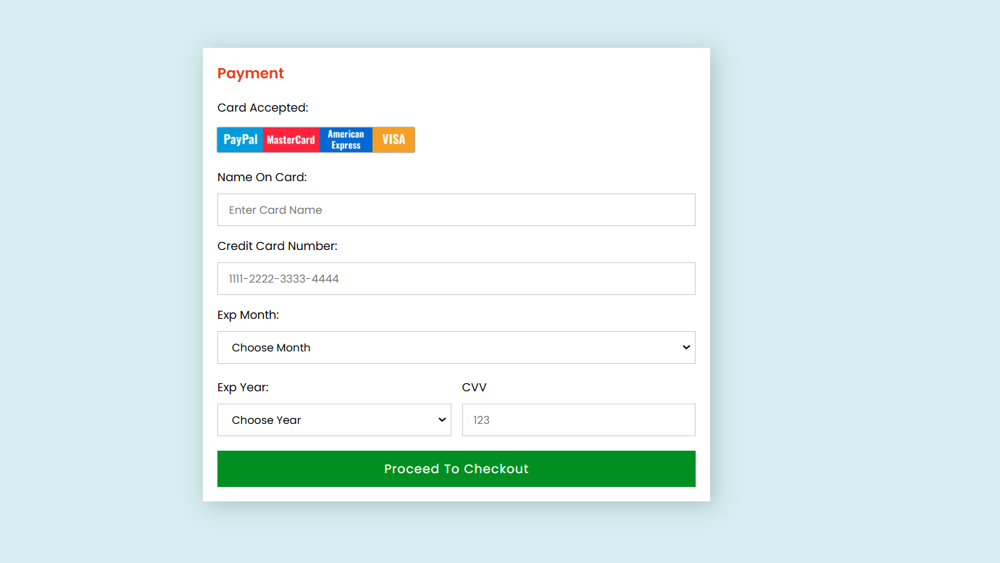 Payment
Card Accepted:
PayPal MasterCard American Express VISA
Name On Card:
Enter Card Name
Credit Card Number:
1111-2222-3333-4444
Exp Month:
Choose Month
Exp Year: CVV
Choose Year 123
Proceed To Checkout